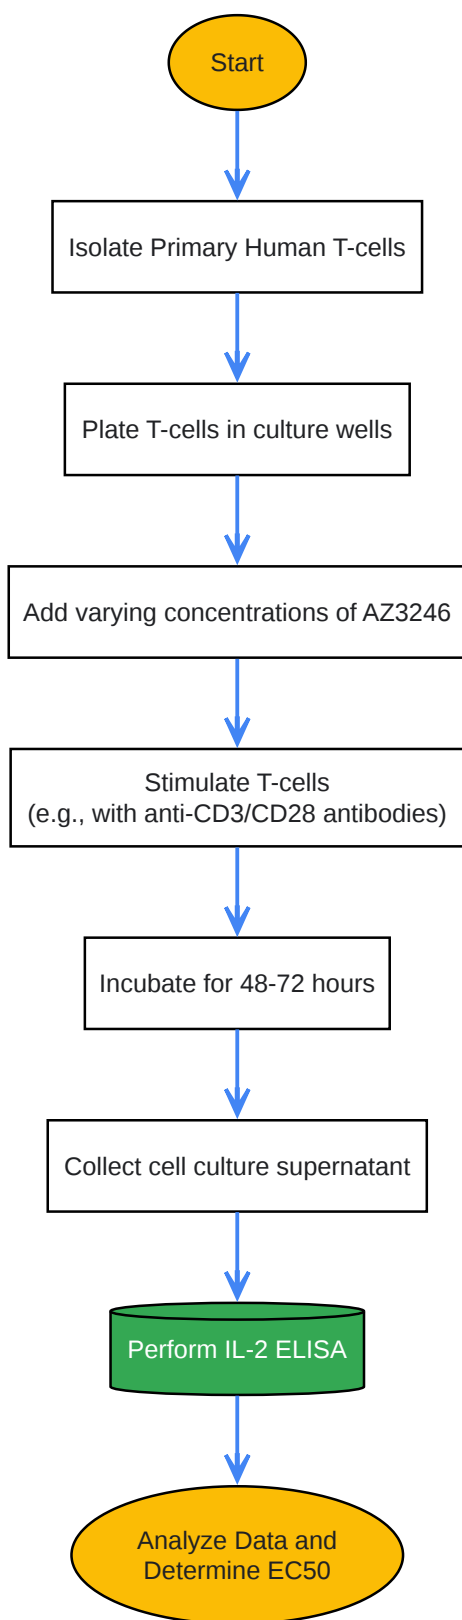 Start
Isolate Primary Human T-cells
Plate T-cells in culture wells
Add varying concentrations of AZ3246
Stimulate T-cells
(e.g., with anti-CD3/CD28 antibodies)
Incubate for 48-72 hours
Collect cell culture supernatant
Perform IL-2 ELISA
Analyze Data and
Determine EC50